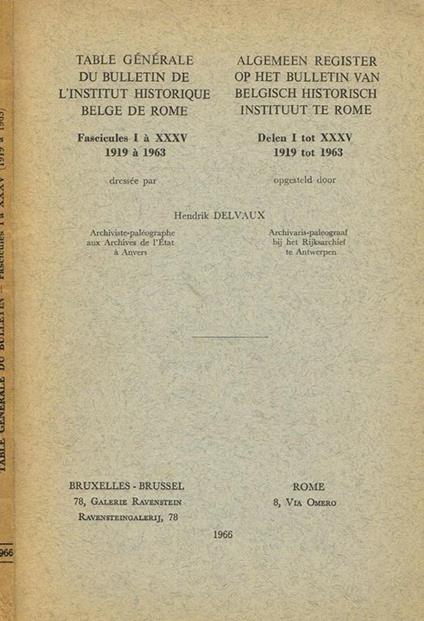 TABLE GÉNÉRALE
DU BULLETIN DE
L'INSTITUT HISTORIQUE
BELGE DE ROME
Fascicules I à XXXV
1919 à 1963
dressée par
ALGEMEEN REGISTER
OP HET BULLETIN VAN
BELGISCH HISTORISCH
INSTITUUT TE ROME
Delen I tot XXXV
1919 tot 1963
opgesteld door
Hendrik DELVAUX
Archiviste-paléographe
aux Archives de l'État
à Anvers
Archivaris-paleograaf
bij het Rijksarchief
te Antwerpen
BRUXELLES - BRUSSEL
78, Galerie Ravenstein
Ravensteingalerij, 78
ROME
8, Via Omero
1966
TABLE GÉNÉRALE DU BULLETIN — Fascicules I à XXXV (1919 à 1963)
966